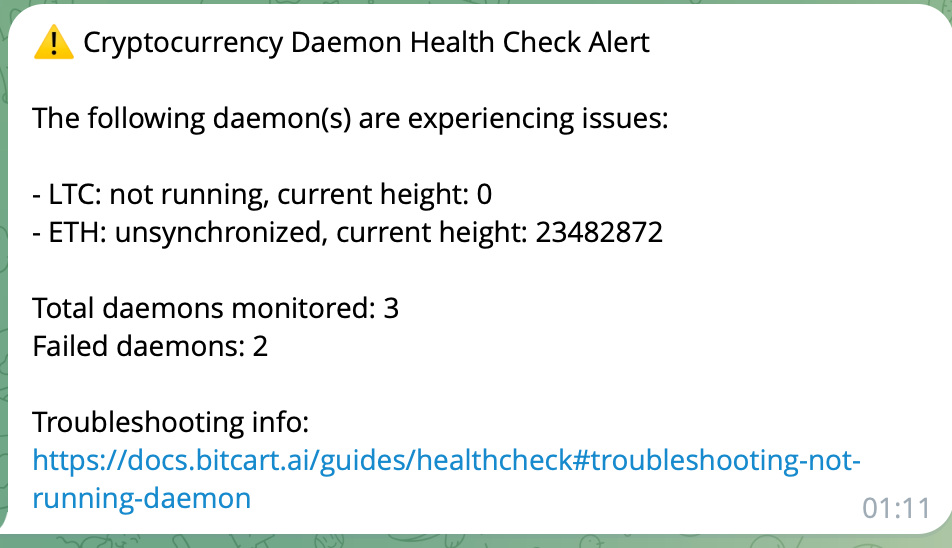 ⚠️ Cryptocurrency Daemon Health Check Alert
The following daemon(s) are experiencing issues:
- LTC: not running, current height: 0
- ETH: unsynchronized, current height: 23482872
Total daemons monitored: 3
Failed daemons: 2
Troubleshooting info:
https://docs.bitcart.ai/guides/healthcheck#troubleshooting-not-
running-daemon
01:11